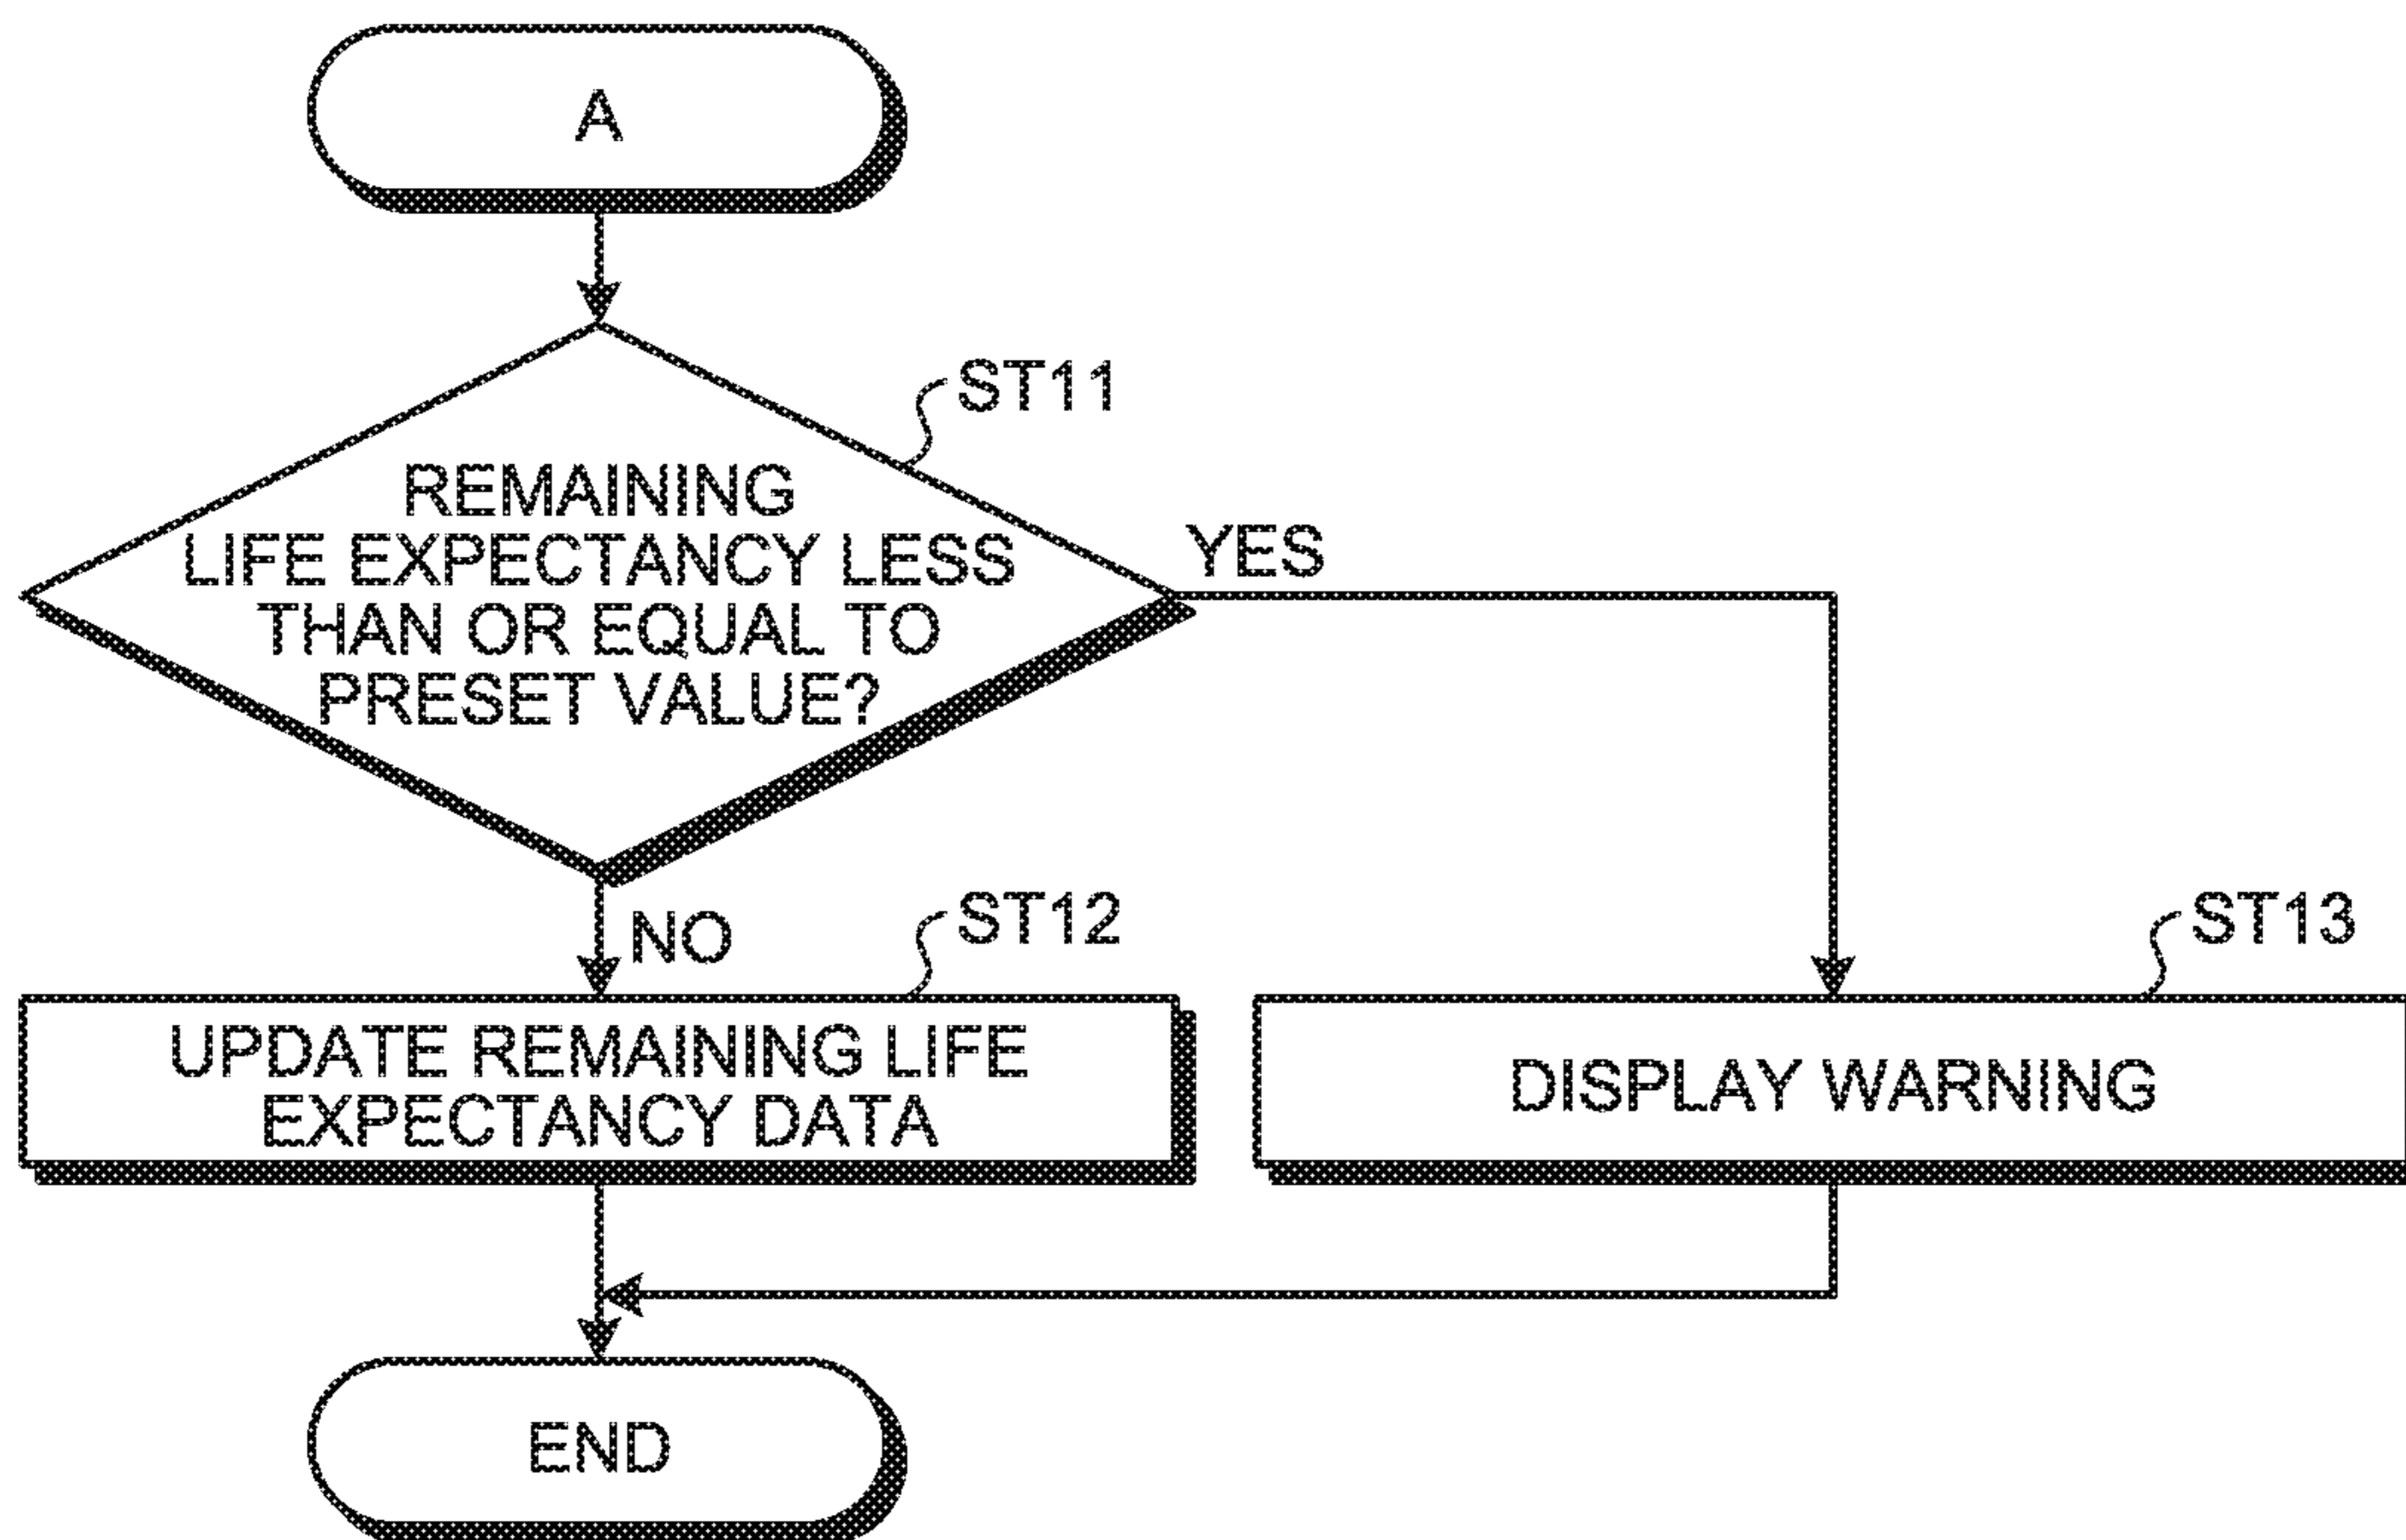 A
ST11
REMAINING
LIFE EXPECTANCY LESS
THAN OR EQUAL TO
PRESET VALUE?
YES
NO
ST12
ST13
UPDATE REMAINING LIFE
EXPECTANCY DATA
DISPLAY WARNING
END